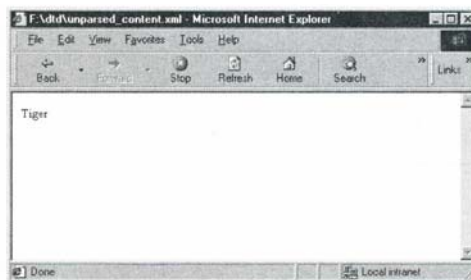 F:\dtd\unparsed_content.xml - Microsoft Internet Explorer
File Edit View Favorites Tools Help
Back Forward Stop Refresh Home Search » Links »
Tiger
Done Local intranet